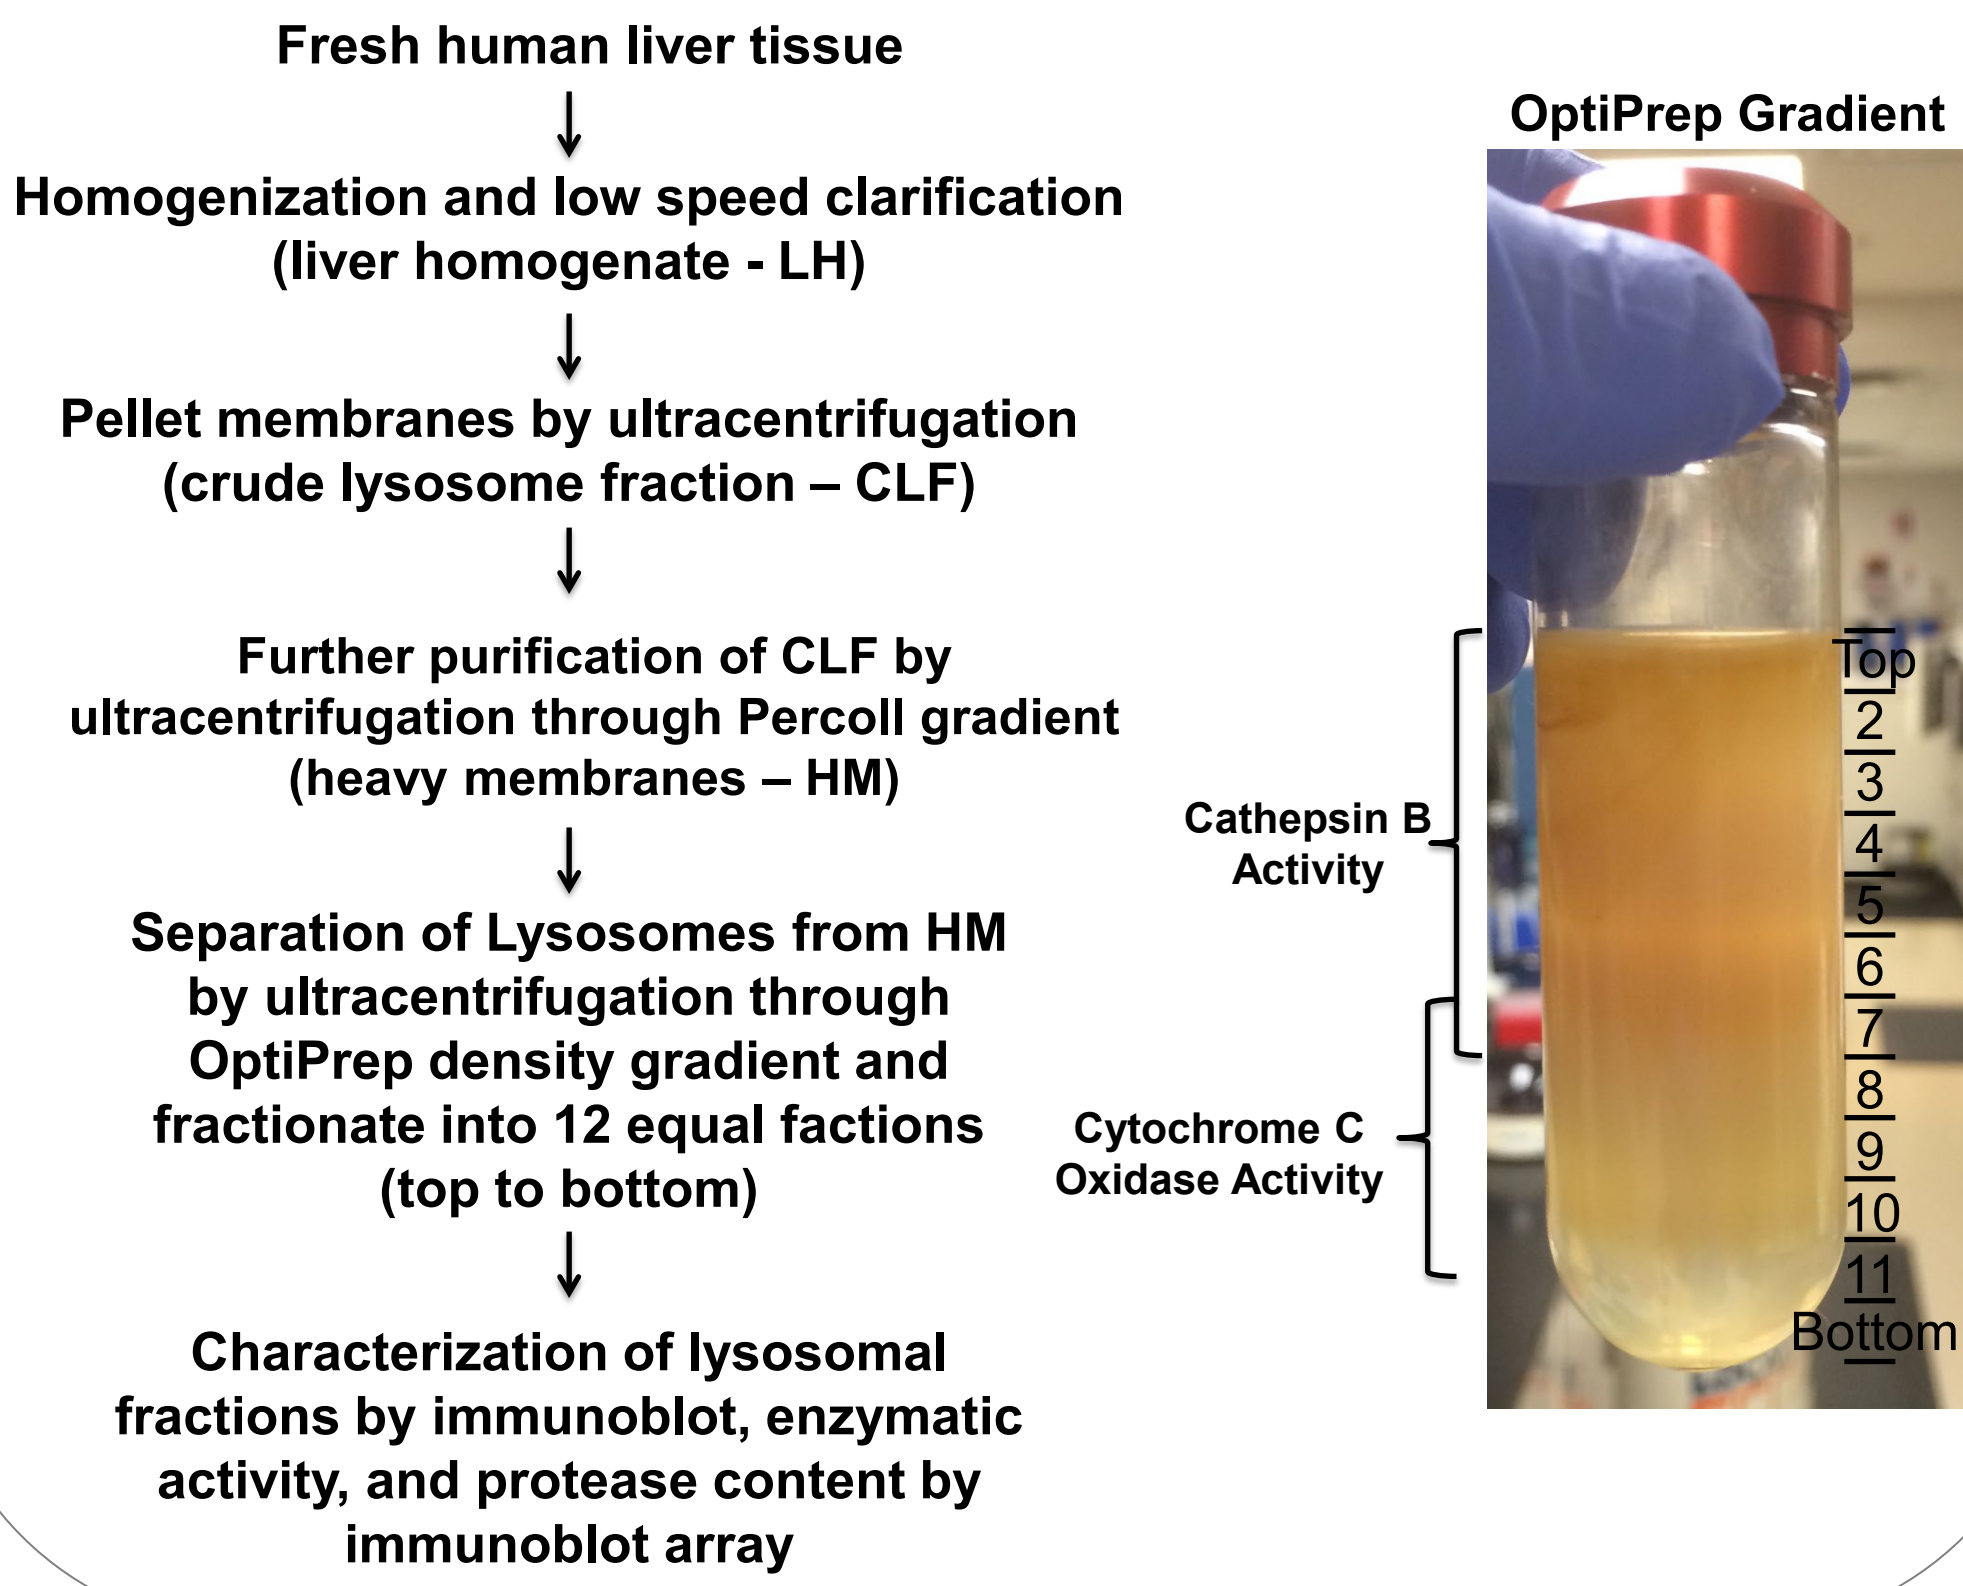 Fresh human liver tissue
Homogenization and low speed clarification
(liver homogenate - LH)
Pellet membranes by ultracentrifugation
(crude lysosome fraction – CLF)
Further purification of CLF by
ultracentrifugation through Percoll gradient
(heavy membranes – HM)
Separation of Lysosomes from HM
by ultracentrifugation through
OptiPrep density gradient and
fractionate into 12 equal factions
(top to bottom)
Characterization of lysosomal
fractions by immunoblot, enzymatic
activity, and protease content by
immunoblot array
OptiPrep Gradient
Cathepsin B
Activity
Cytochrome C
Oxidase Activity
Top
2
3
4
5
6
7
8
9
10
11
Bottom